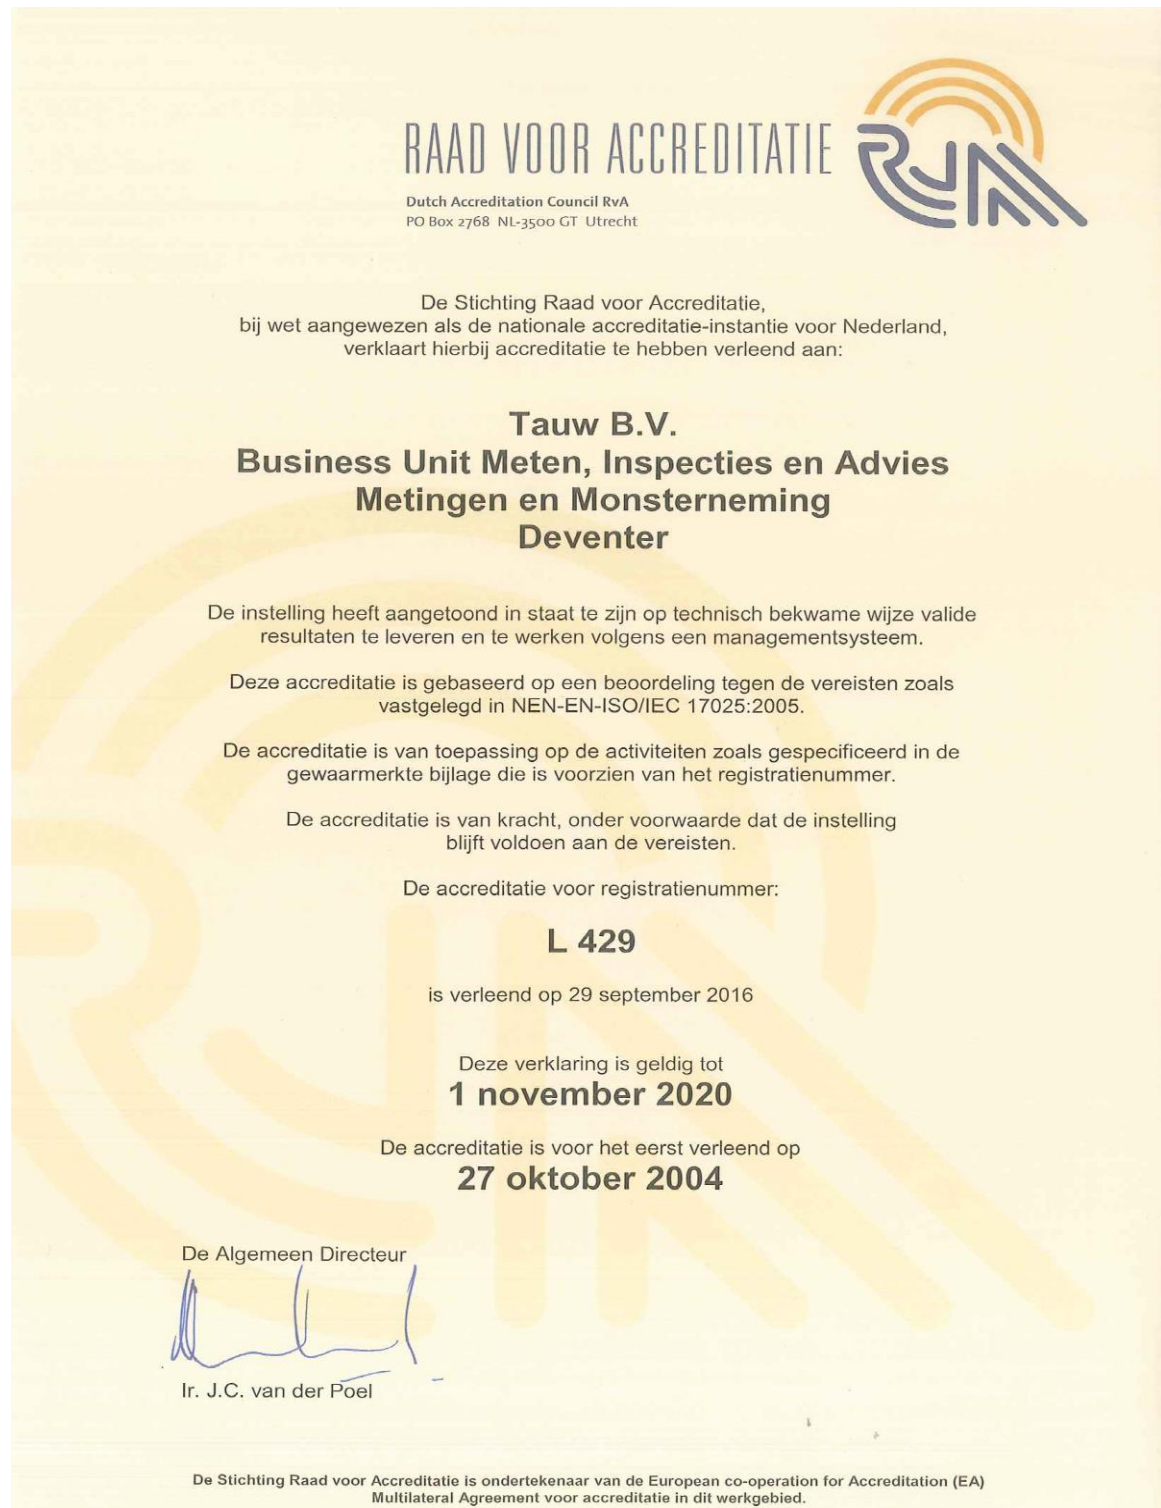 RAAD VOOR ACCREDITATIE
RvA
Dutch Accreditation Council RvA
PO Box 2768 NL-3500 GT Utrecht
De Stichting Raad voor Accreditatie,
bij wet aangewezen als de nationale accreditatie-instantie voor Nederland,
verklaart hierbij accreditatie te hebben verleend aan:
Tauw B.V.
Business Unit Meten, Inspecties en Advies
Metingen en Monsterneming
Deventer
De instelling heeft aangetoond in staat te zijn op technisch bekwame wijze valide
resultaten te leveren en te werken volgens een managementsysteem.
Deze accreditatie is gebaseerd op een beoordeling tegen de vereisten zoals
vastgelegd in NEN-EN-ISO/IEC 17025:2005.
De accreditatie is van toepassing op de activiteiten zoals gespecificeerd in de
gewaarmerkte bijlage die is voorzien van het registratienummer.
De accreditatie is van kracht, onder voorwaarde dat de instelling
blijft voldoen aan de vereisten.
De accreditatie voor registratienummer:
L 429
is verleend op 29 september 2016
Deze verklaring is geldig tot
1 november 2020
De accreditatie is voor het eerst verleend op
27 oktober 2004
De Algemeen Directeur
Ir. J.C. van der Poel
De Stichting Raad voor Accreditatie is ondertekenaar van de European co-operation for Accreditation (EA)
Multilateral Agreement voor accreditatie in dit werkgebied.